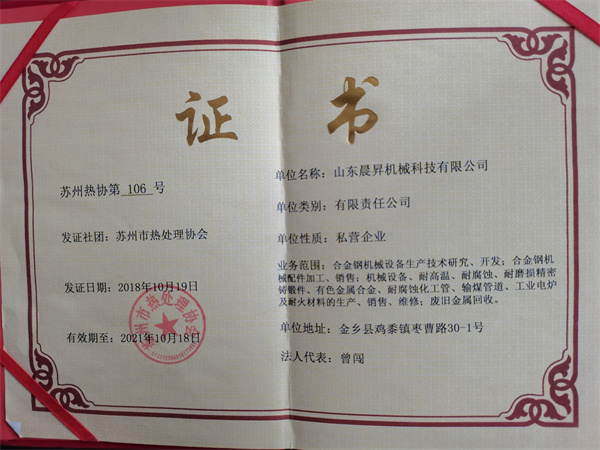 证书
苏州热协第 106 号
发证社团：苏州市热处理协会
发证日期：2018年10月19日
有效期至：2021年10月18日
苏州市热处理协会
单位名称：山东晨昇机械科技有限公司
单位类别：有限责任公司
单位性质：私营企业
业务范围：合金钢机械设备生产技术研究、开发；合金钢机
械配件加工、销售；机械设备、耐高温、耐腐蚀、耐磨损精密
铸锻件、有色金属合金、耐腐蚀化工管、输煤管道、工业电炉
及耐火材料的生产、销售、维修；废旧金属回收。
单位地址：金乡县鸡黍镇枣曹路30-1号
法人代表：曾闯